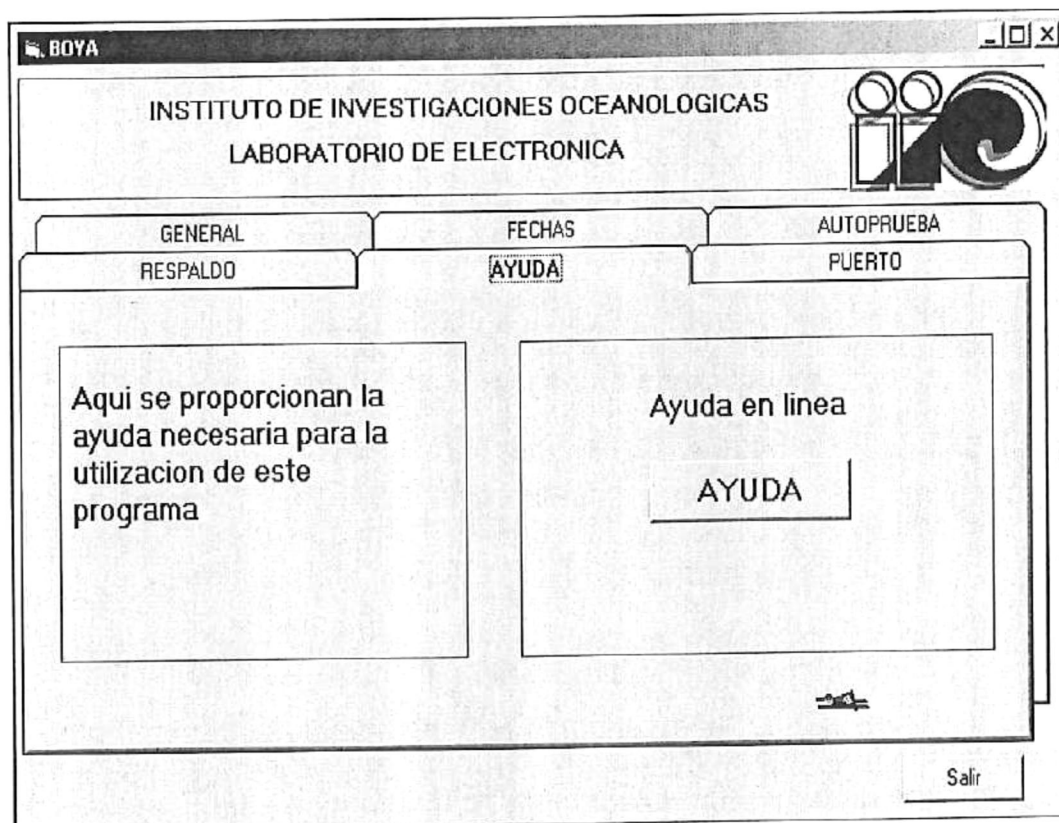 BOYA
INSTITUTO DE INVESTIGACIONES OCEANOLOGICAS
LABORATORIO DE ELECTRONICA
iio
GENERAL FECHAS AUTOPRUEBA
RESPALDO AYUDA PUERTO
Aqui se proporcionan la
ayuda necesaria para la
utilizacion de este
programa
Ayuda en linea
AYUDA
Salir